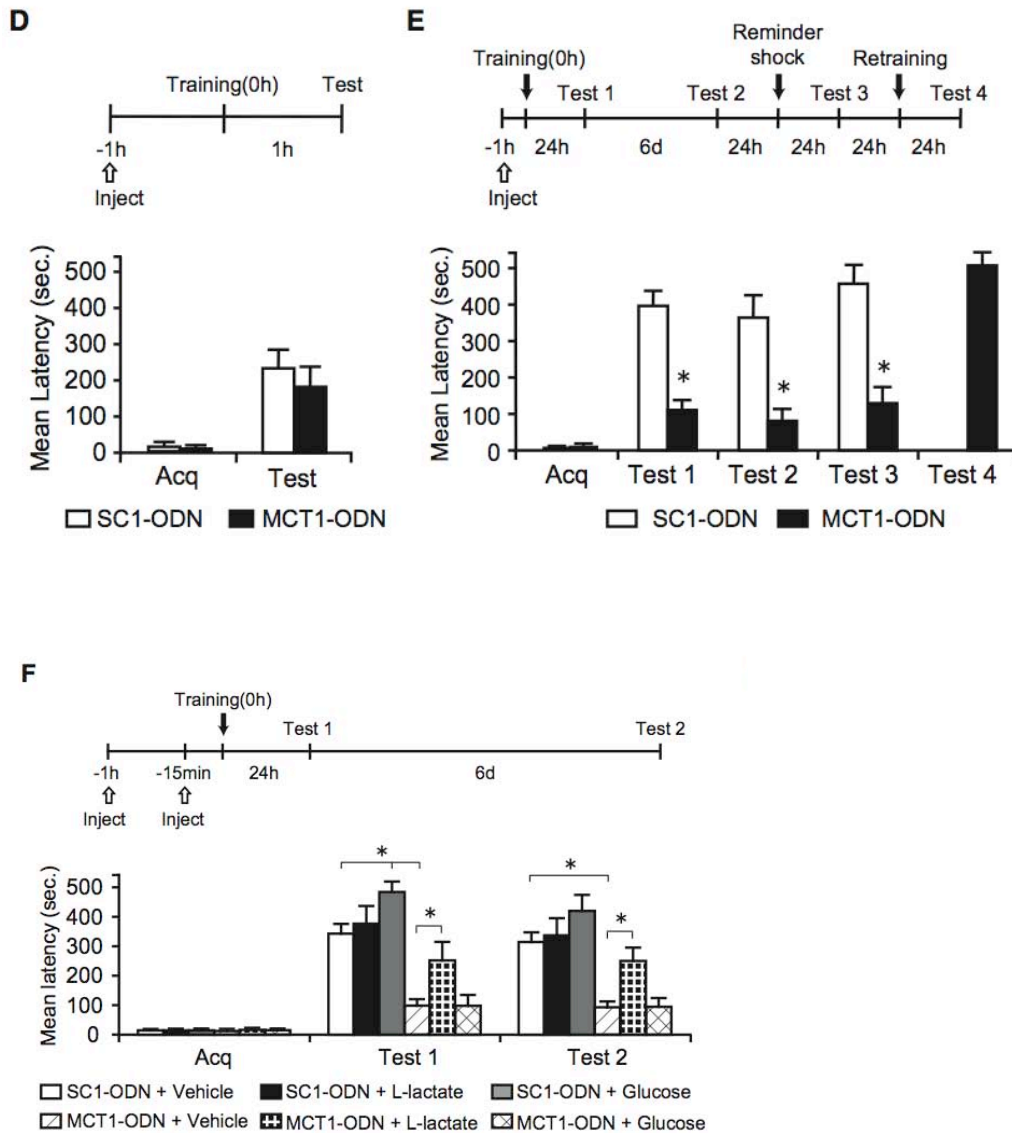 D
Training(0h) Test
-1h 1h
Inject
Mean Latency (sec.)
500
400
300
200
100
0
Acq Test
SC1-ODN MCT1-ODN
E
Reminder
shock
Training(0h) Retraining
Test 1 Test 2 Test 3 Test 4
-1h 24h 6d 24h 24h 24h 24h
Inject
Mean Latency (sec.)
500
400
300
200
100
0
* * *
Acq Test 1 Test 2 Test 3 Test 4
SC1-ODN MCT1-ODN
F
Training(0h)
Test 1 Test 2
-1h -15min 24h 6d
Inject Inject
Mean latency (sec.)
500
400
300
200
100
0
* *
* *
Acq Test 1 Test 2
SC1-ODN + Vehicle SC1-ODN + L-lactate SC1-ODN + Glucose
MCT1-ODN + Vehicle MCT1-ODN + L-lactate MCT1-ODN + Glucose